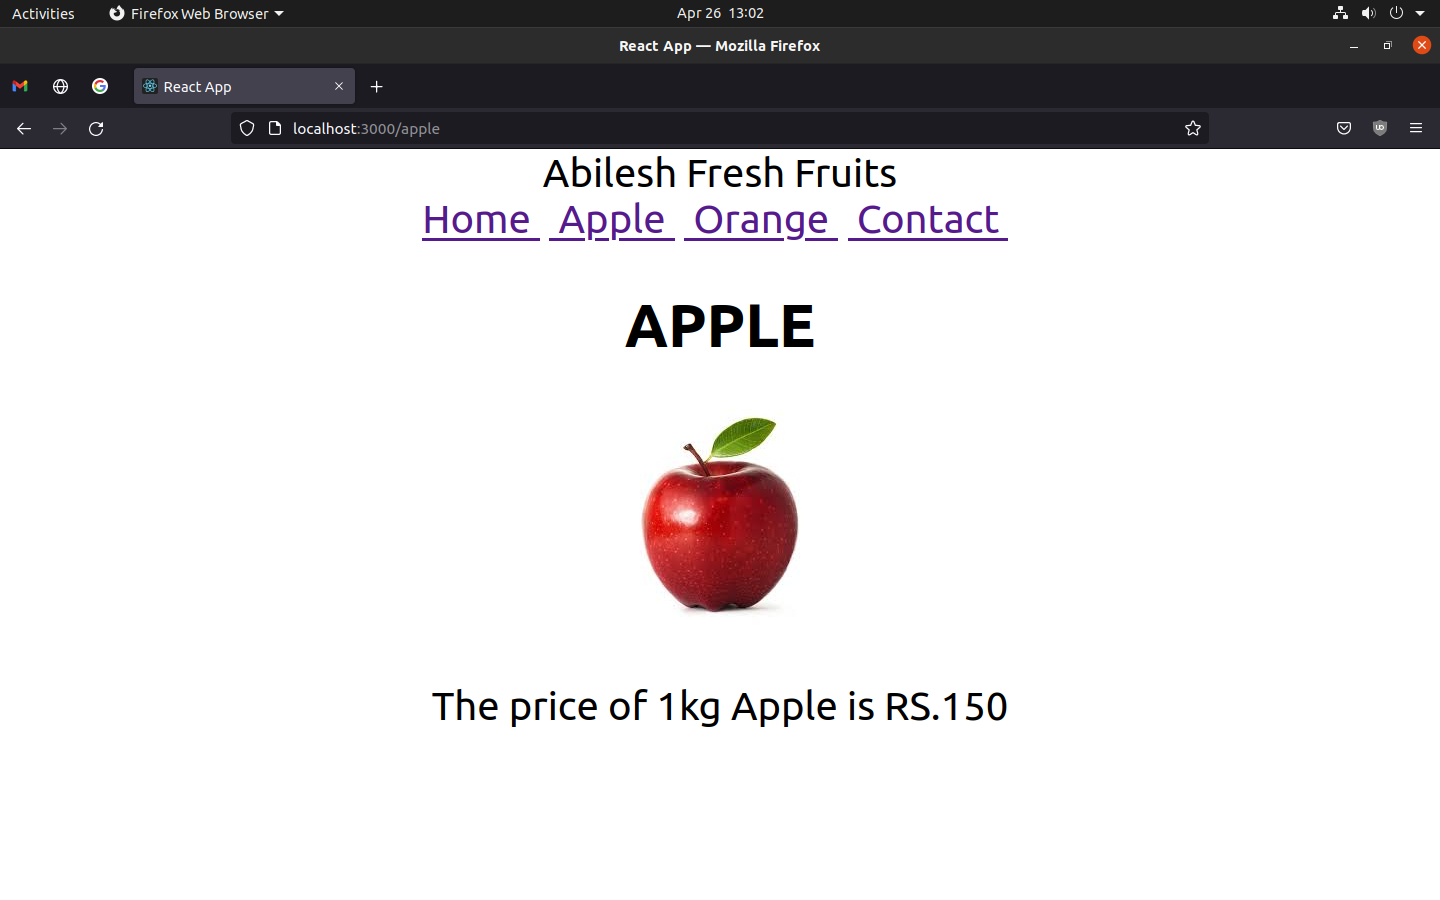 Activities Firefox Web Browser Apr 26 13:02
React App — Mozilla Firefox
React App
localhost:3000/apple
Abilesh Fresh Fruits
Home Apple Orange Contact
APPLE
The price of 1kg Apple is RS.150